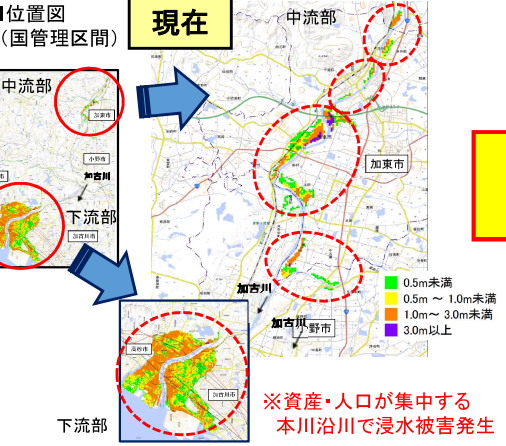 位置図
（国管理区間）
現在
中流部
中流部
加東市
小野市
加古川
下流部
加古川市
加東市
加古川
加古川
小野市
0.5m未満
0.5m ～ 1.0m未満
1.0m～ 3.0m未満
3.0m以上
高砂市
加古川市
下流部
※資産・人口が集中する
本川沿川で浸水被害発生